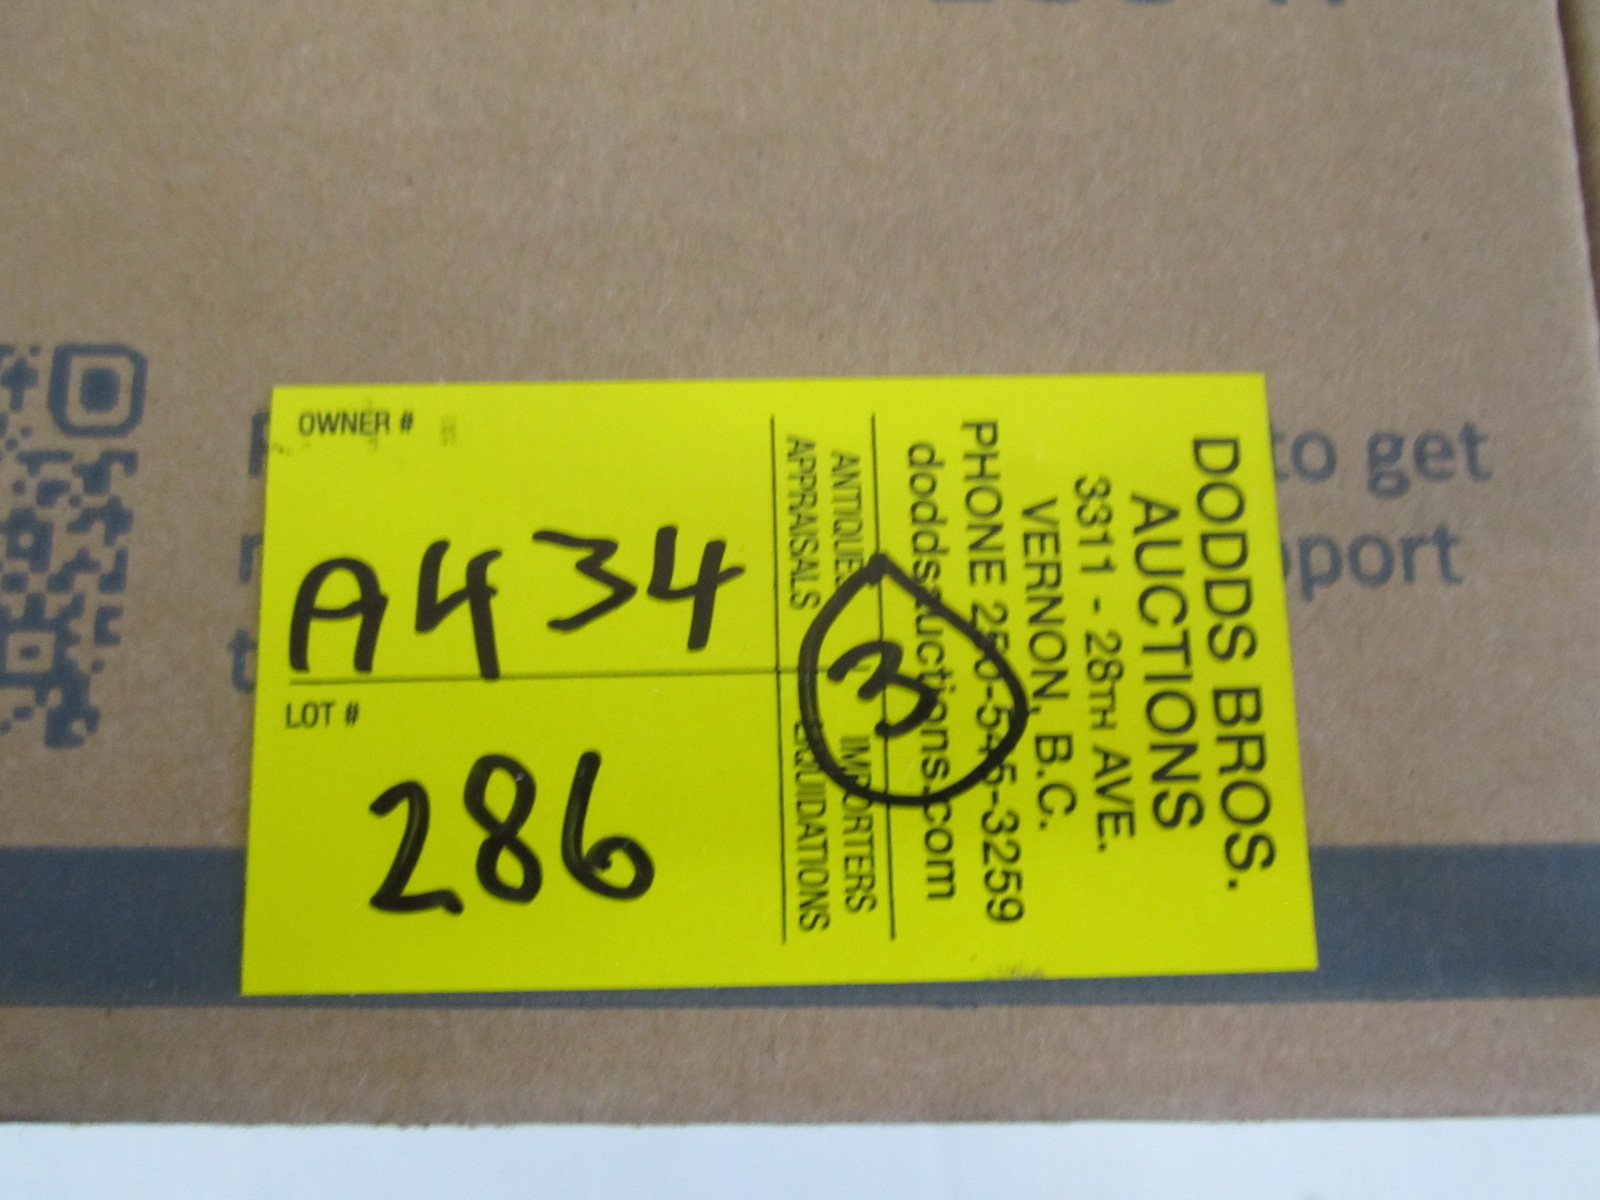 OWNER #
A434
LOT #
286
DODDS BROS.
AUCTIONS
3311 - 28TH AVE.
VERNON, B.C.
PHONE 250-545-3259
doddsauctions.com
ANTIQUES IMPORTERS
APPRAISALS LIQUIDATIONS
3
to get
port